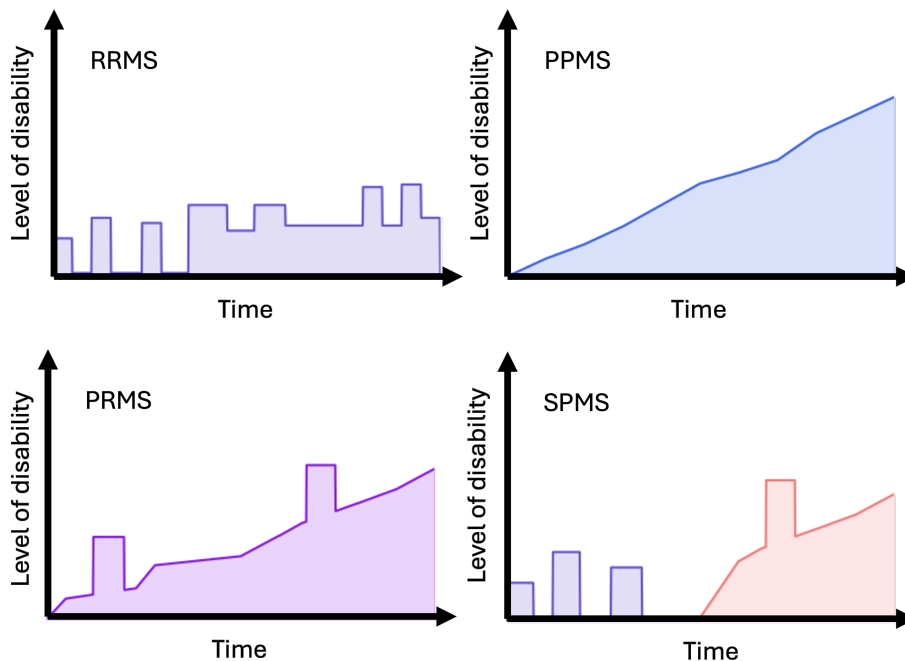 RRMS
Level of disability
Time
PPMS
Level of disability
Time
PRMS
Level of disability
Time
SPMS
Level of disability
Time